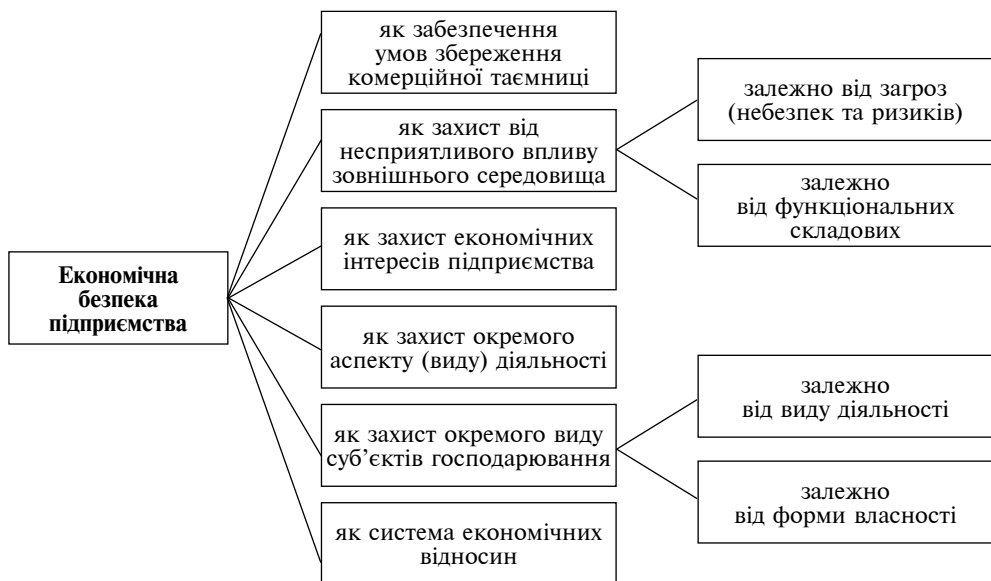 Економічна
безпека
підприємства
як забезпечення
умов збереження
комерційної таємниці
як захист від
несприятливого впливу
зовнішнього середовища
залежно від загроз
(небезпек та ризиків)
залежно
від функціональних
складових
як захист економічних
інтересів підприємства
як захист окремого
аспекту (виду) діяльності
як захист окремого виду
суб’єктів господарювання
залежно
від виду діяльності
залежно
від форми власності
як система економічних
відносин